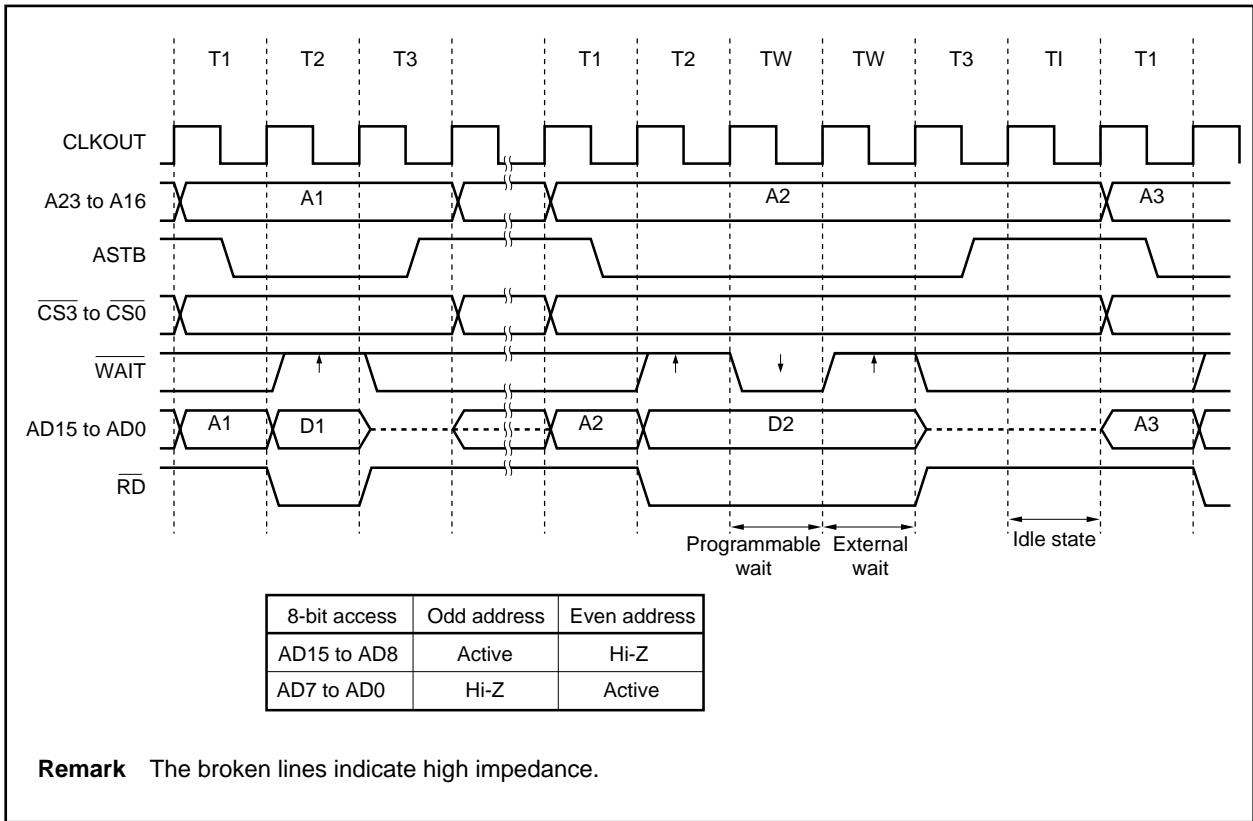 T1 T2 T3 T1 T2 TW TW T3 TI T1
CLKOUT
A23 to A16 A1 A2 A3
ASTB
CS3 to CS0
WAIT
AD15 to AD0 A1 D1 A2 D2 A3
RD
Programmable wait
External wait
Idle state
8-bit access Odd address Even address
AD15 to AD8 Active Hi-Z
AD7 to AD0 Hi-Z Active
Remark The broken lines indicate high impedance.